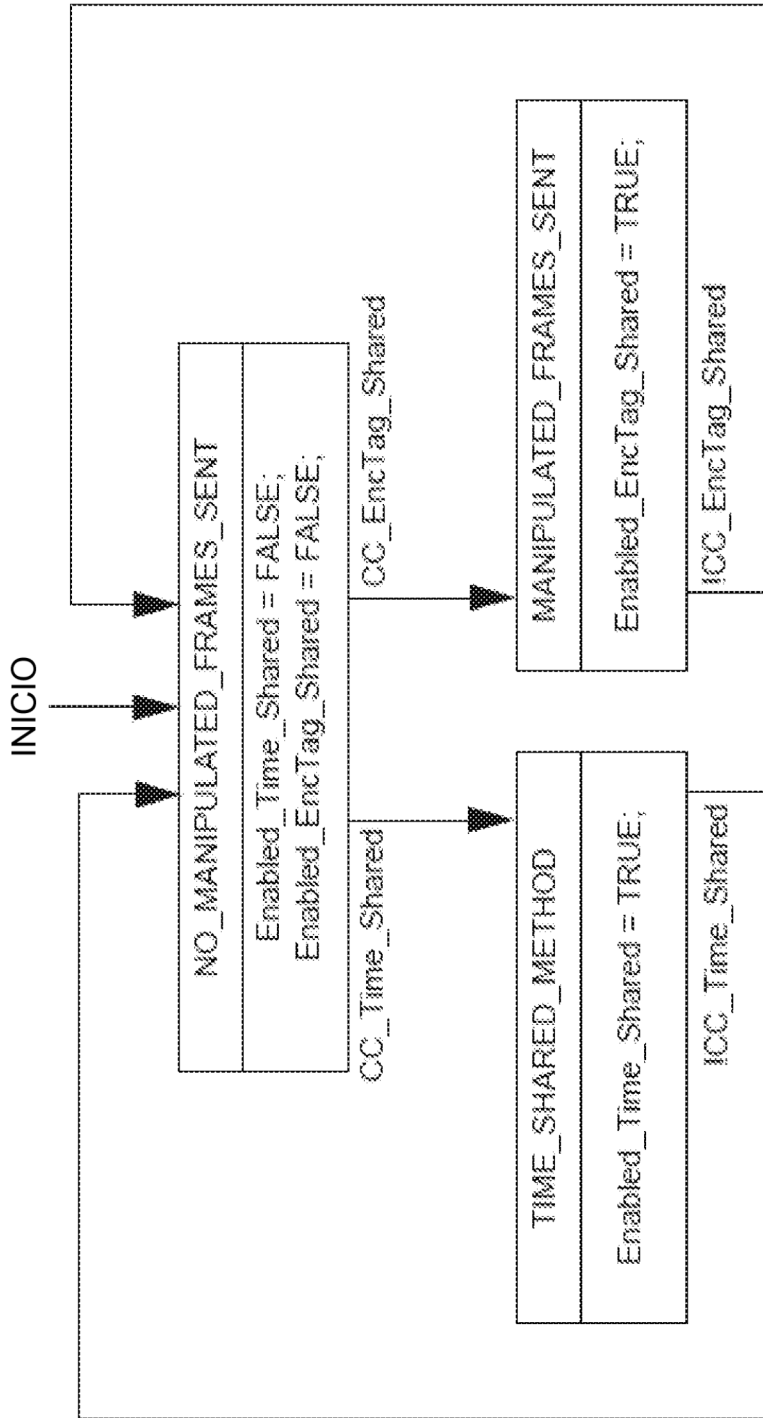 INICIO
NO_MANIPULATED_FRAMES_SENT
Enabled_Time_Shared = FALSE;
Enabled_EncTag_Shared = FALSE;
CC_Time_Shared
CC_EncTag_Shared
TIME_SHARED_METHOD
Enabled_Time_Shared = TRUE;
!CC_Time_Shared
MANIPULATED_FRAMES_SENT
Enabled_EncTag_Shared = TRUE;
!CC_EncTag_Shared